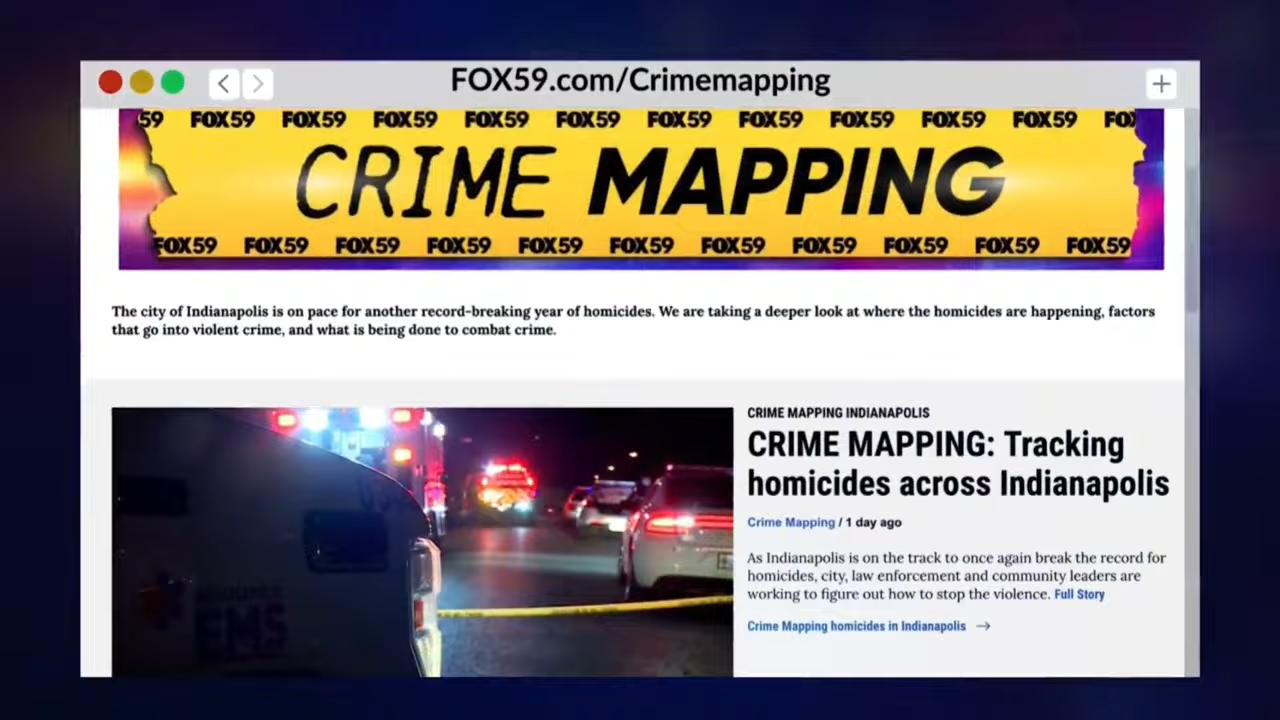 FOX59.com/Crimemapping
59 FOX59 FOX59 FOX59 FOX59 FOX59 FOX59 FOX59 FOX59 FOX59 FOX59
CRIME MAPPING
FOX59 FOX59 FOX59 FOX59 FOX59 FOX59 FOX59 FOX59 FOX59 FOX59 FOX59
The city of Indianapolis is on pace for another record-breaking year of homicides. We are taking a deeper look at where the homicides are happening, factors
that go into violent crime, and what is being done to combat crime.
CRIME MAPPING INDIANAPOLIS
CRIME MAPPING: Tracking
homicides across Indianapolis
Crime Mapping / 1 day ago
As Indianapolis is on the track to once again break the record for
homicides, city, law enforcement and community leaders are
working to figure out how to stop the violence. Full Story
Crime Mapping homicides in Indianapolis →
EMS